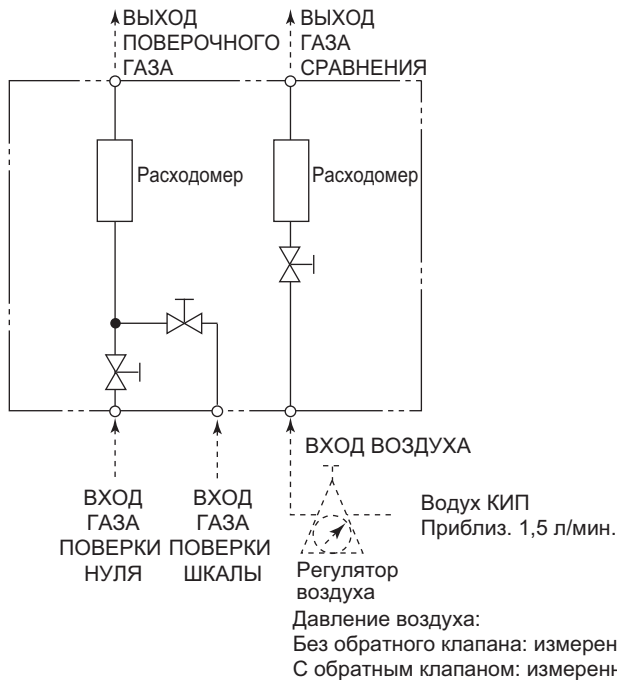 ВЫХОД
ПОВЕРОЧНОГО
ГАЗА
ВЫХОД
ГАЗА
СРАВНЕНИЯ
Расходомер
Расходомер
ВХОД
ГАЗА
ПОВЕРКИ
НУЛЯ
ВХОД
ГАЗА
ПОВЕРКИ
ШКАЛЫ
ВХОД ВОЗДУХА
Водух КИП
Приблиз. 1,5 л/мин.
Регулятор
воздуха
Давление воздуха:
Без обратного клапана: измерен
С обратным клапаном: измеренн